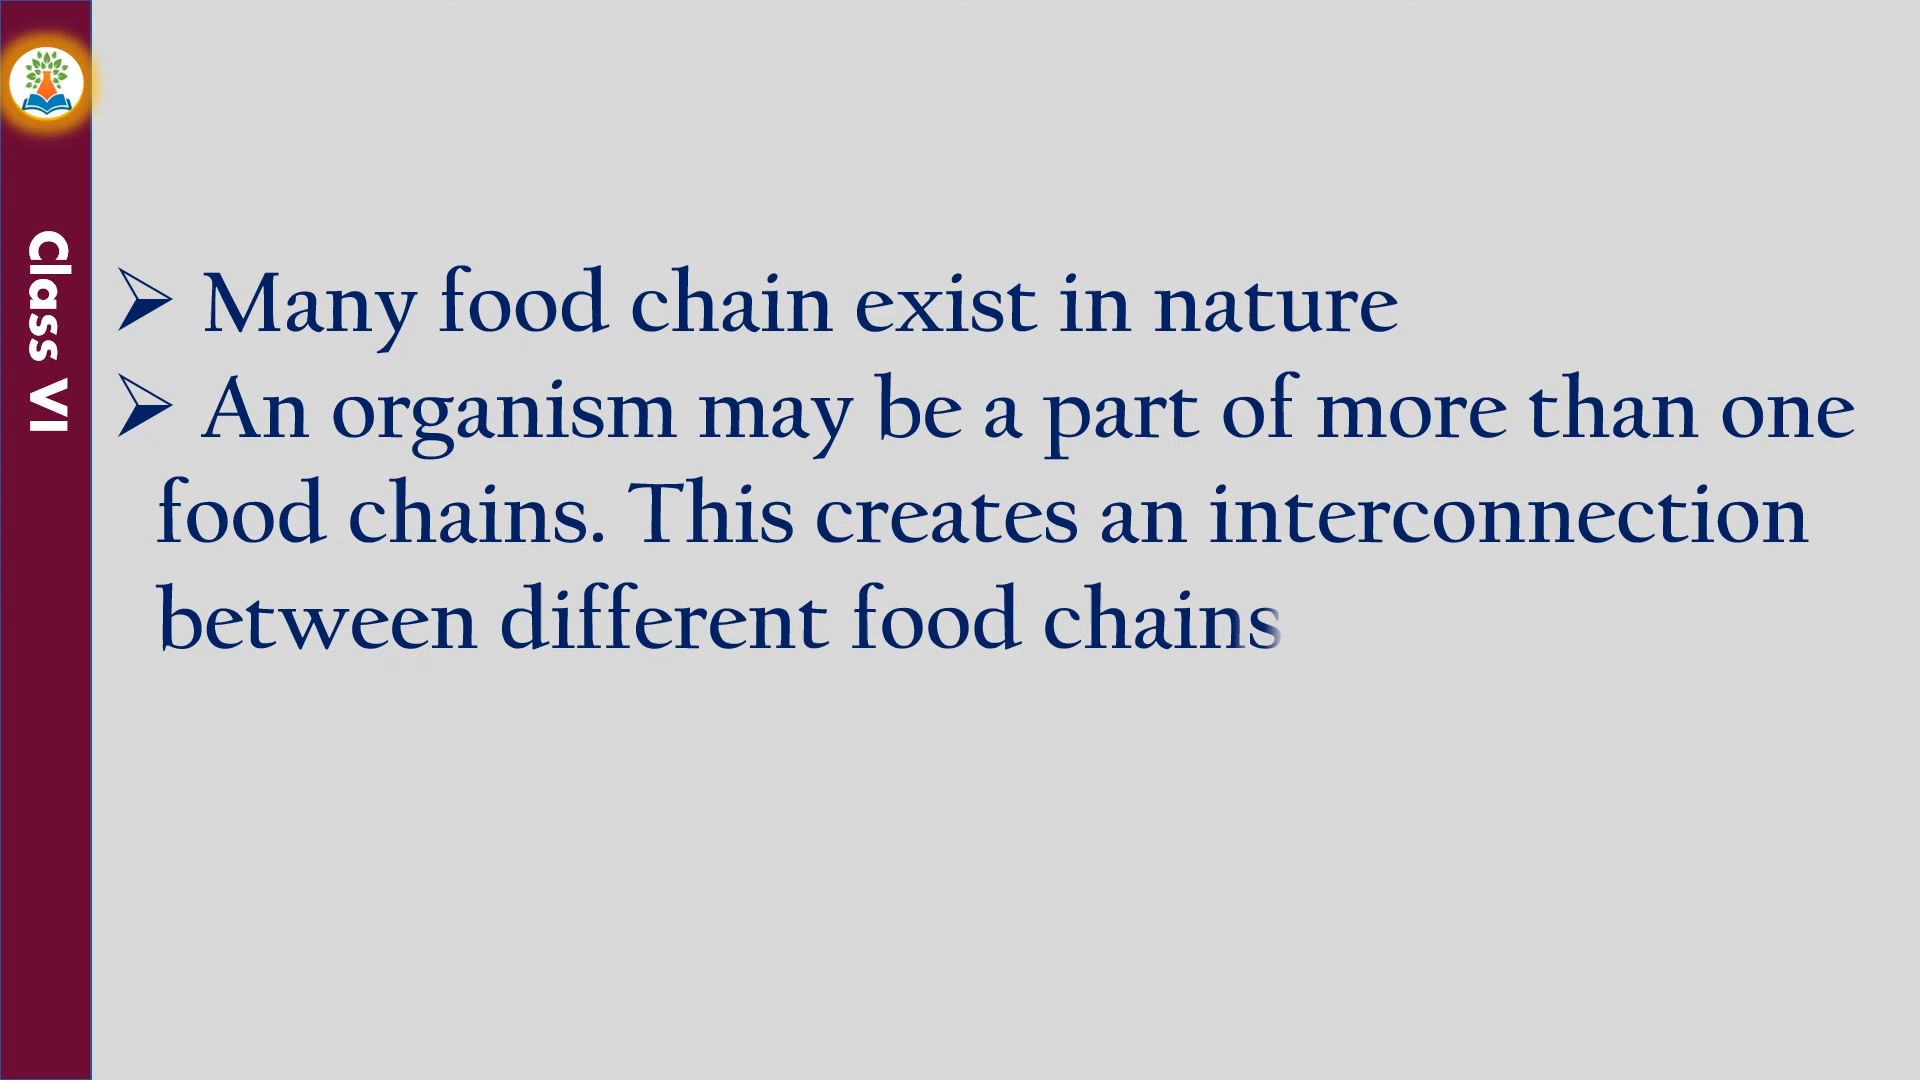 Class VI
➢ Many food chain exist in nature
➢ An organism may be a part of more than one
food chains. This creates an interconnection
between different food chains